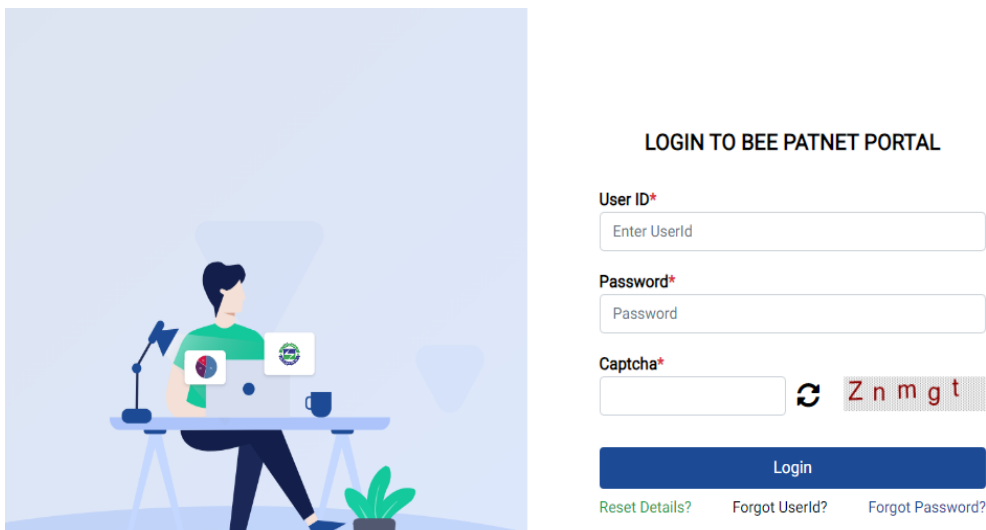 LOGIN TO BEE PATNET PORTAL
User ID*
Enter UserId
Password*
Password
Captcha*
Z n m g t
Login
Reset Details? Forgot UserId? Forgot Password?